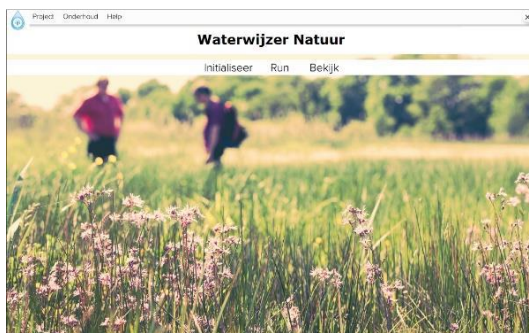 Project Onderhoud Help
Waterwijzer Natuur
Initialiseer Run Bekijk